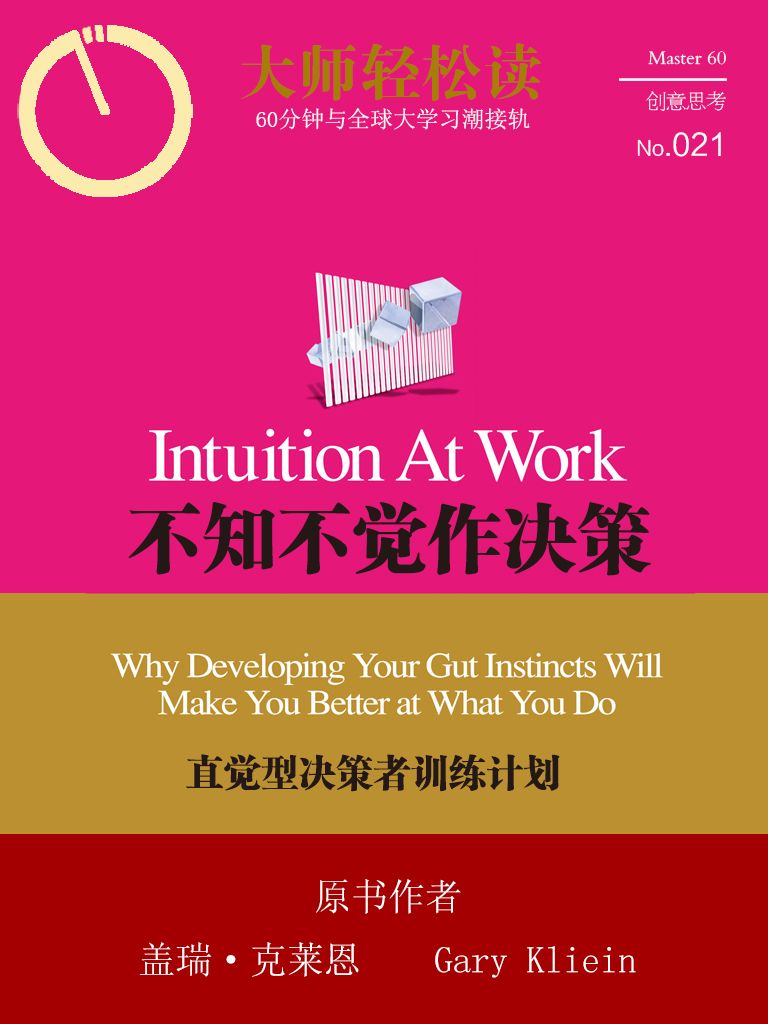 大师轻松读
60分钟与全球大学习潮接轨
Master 60
创意思考
No.021
Intuition At Work
不知不觉作决策
Why Developing Your Gut Instincts Will
Make You Better at What You Do
直觉型决策者训练计划
原书作者
盖瑞·克莱恩 Gary Kliein